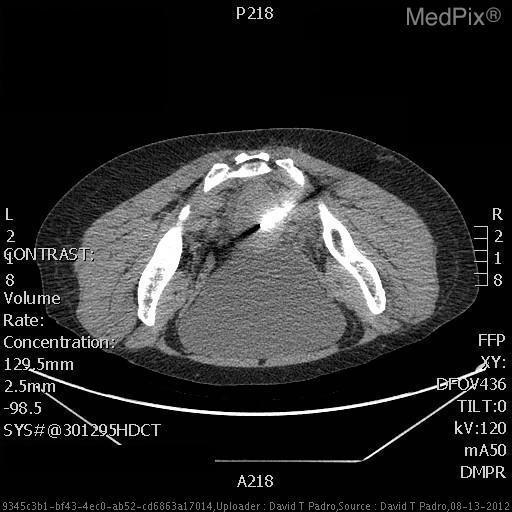 P218
MedPix®
L
R
2
1
8
2
1
8
CONTRAST:
Volume
Rate:
Concentration:
129.5mm
2.5mm
-98.5
SYS#@301295HDCT
FFP
XY:
DFOV436
TILT:0
kV:120
mA50
DMPR
A218
9345c3b1-bf43-4ec0-ab52-cd6863a17014,Uploader : David T Padro,Source : David T Padro,08-13-2012